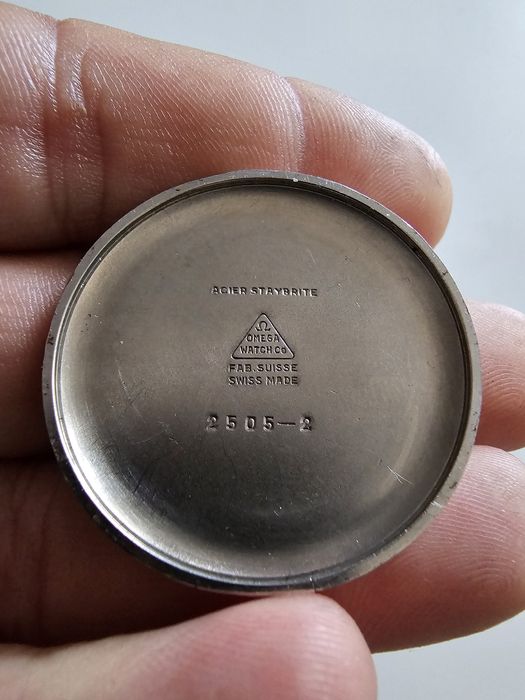 ACIER STAYBRITE
Ω
OMEGA
WATCH Co
FAB. SUISSE
SWISS MADE
2505-2